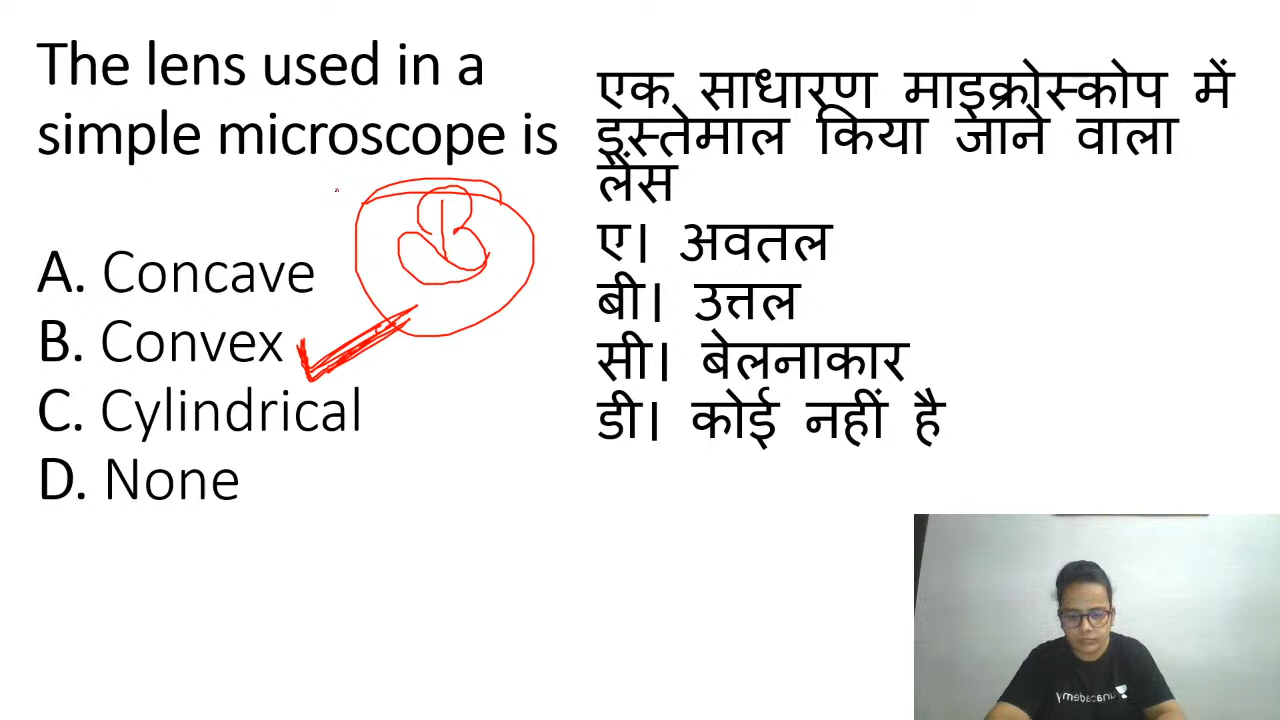 The lens used in a
simple microscope is
A. Concave
B. Convex
C. Cylindrical
D. None
एक साधारण माइक्रोस्कोप में
इस्तेमाल किया जाने वाला
लेंस
ए। अवतल
बी। उत्तल
सी। बेलनाकार
डी। कोई नहीं है
unacademy